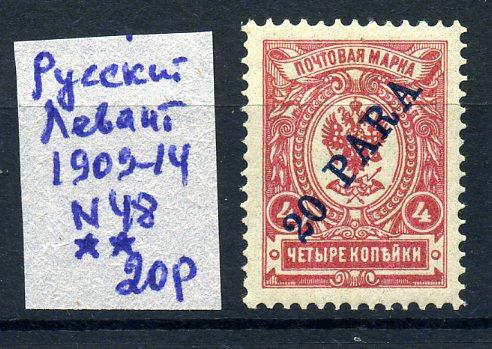 Русский
Левант
1909-14
N 48
**
20р
ПОЧТОВАЯ МАРКА
20 PARA
4 4
ЧЕТЫРЕ КОПѢЙКИ